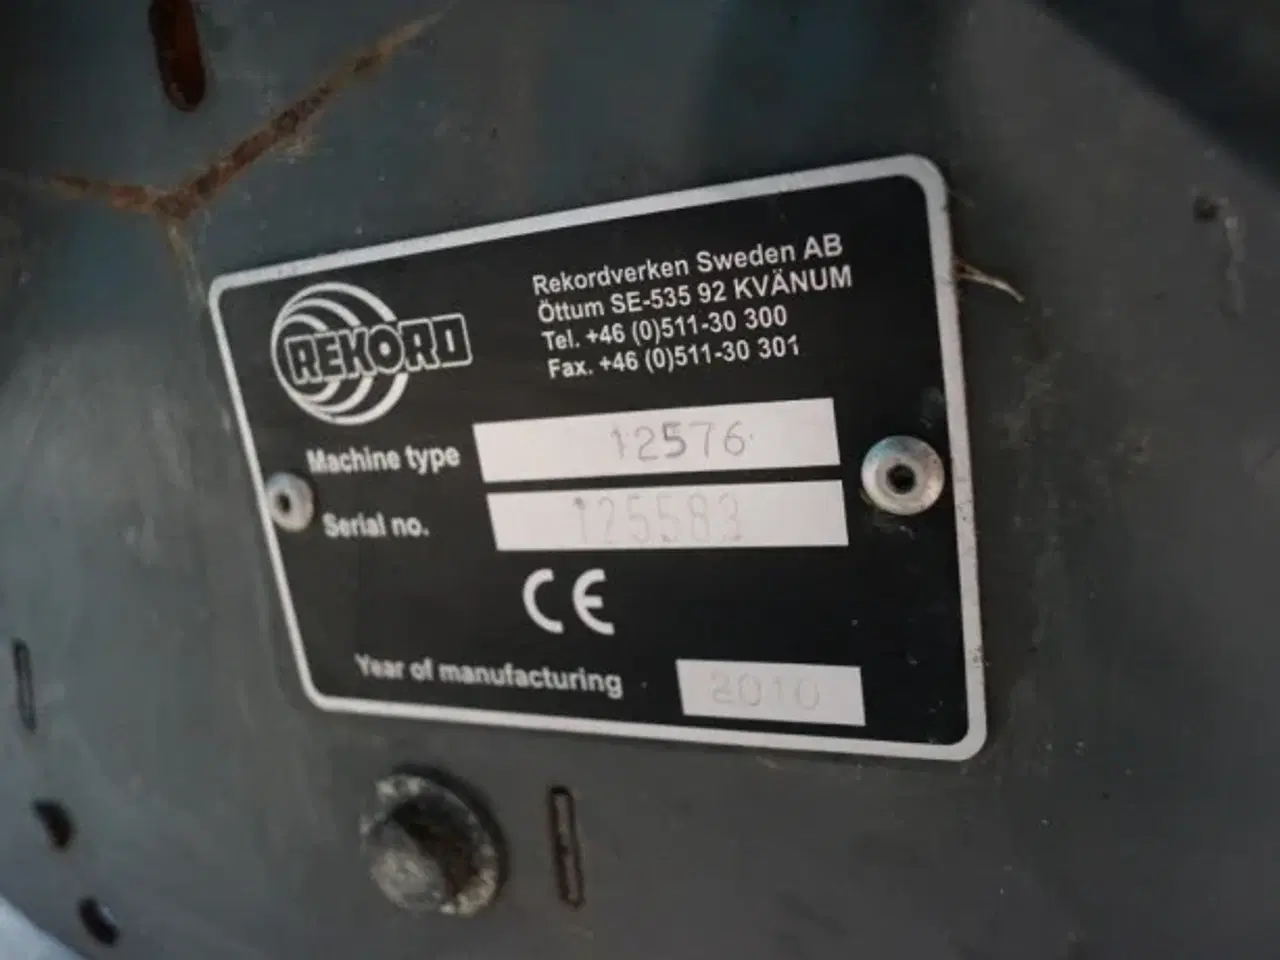 REKORD
Rekordverken Sweden AB
Öttum SE-535 92 KVÄNUM
Tel. +46 (0)511-30 300
Fax. +46 (0)511-30 301
Machine type 12576
Serial no. 125583
CE
Year of manufacturing 2010